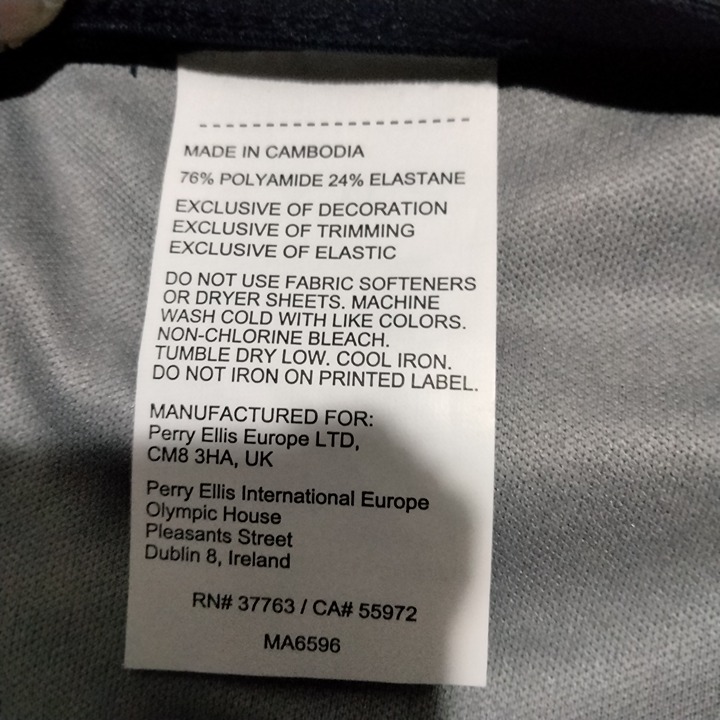 MADE IN CAMBODIA
76% POLYAMIDE 24% ELASTANE
EXCLUSIVE OF DECORATION
EXCLUSIVE OF TRIMMING
EXCLUSIVE OF ELASTIC
DO NOT USE FABRIC SOFTENERS
OR DRYER SHEETS. MACHINE
WASH COLD WITH LIKE COLORS.
NON-CHLORINE BLEACH.
TUMBLE DRY LOW. COOL IRON.
DO NOT IRON ON PRINTED LABEL.
MANUFACTURED FOR:
Perry Ellis Europe LTD,
CM8 3HA, UK
Perry Ellis International Europe
Olympic House
Pleasants Street
Dublin 8, Ireland
RN# 37763 / CA# 55972
MA6596